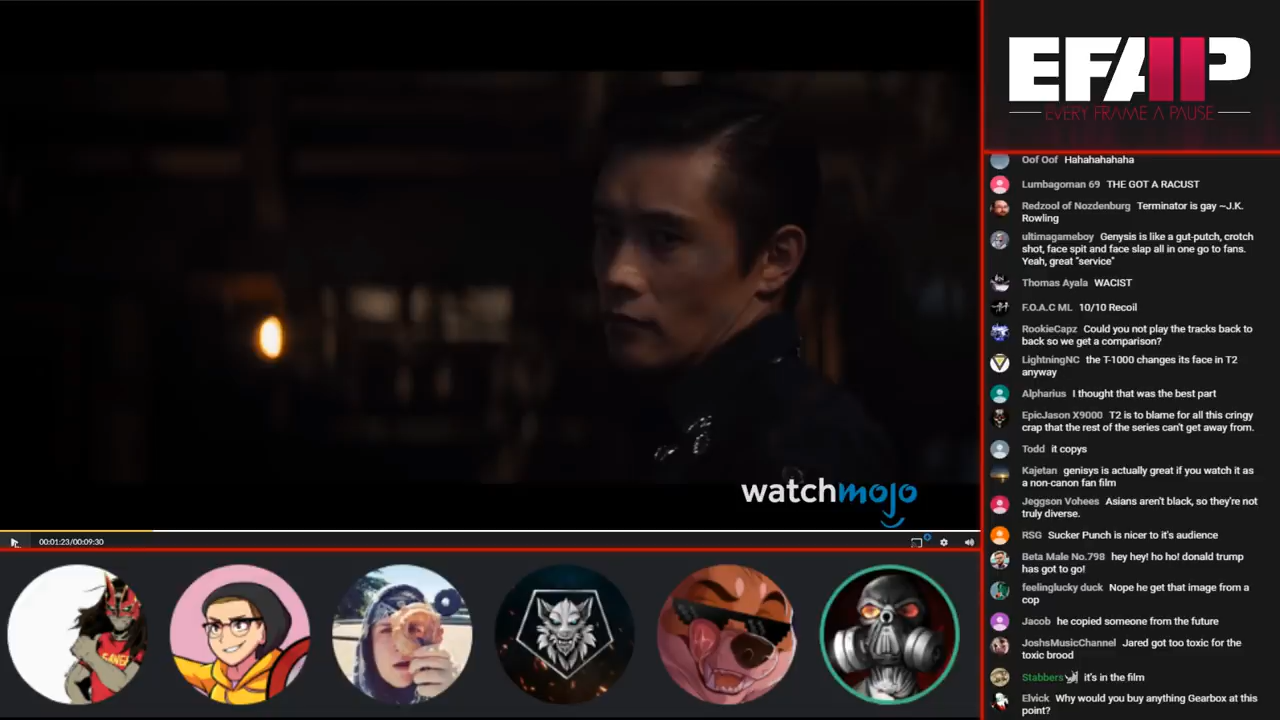 watchmojo
00:01:23/00:09:30
EFAP
EVERY FRAME A PAUSE
Oof Oof Hahahahahaha
Lumbagoman 69 THE GOT A RACUST
Redzool of Nozdenburg Terminator is gay ~J.K.
Rowling
ultimagameboy Genysis is like a gut-putch, crotch
shot, face spit and face slap all in one go to fans.
Yeah, great "service"
Thomas Ayala WACIST
F.O.A.C ML 10/10 Recoil
RookieCapz Could you not play the tracks back to
back so we get a comparison?
LightningNC the T-1000 changes its face in T2
anyway
Alpharius I thought that was the best part
EpicJason X9000 T2 is to blame for all this cringy
crap that the rest of the series can't get away from.
Todd it copys
Kajetan genisys is actually great if you watch it as
a non-canon fan film
Jeggson Vohees Asians aren't black, so they're not
truly diverse.
RSG Sucker Punch is nicer to it's audience
Beta Male No.798 hey hey! ho ho! donald trump
has got to go!
feelinglucky duck Nope he get that image from a
cop
Jacob he copied someone from the future
JoshsMusicChannel Jared got too toxic for the
toxic brood
Stabbers it's in the film
Elvick Why would you buy anything Gearbox at this
point?